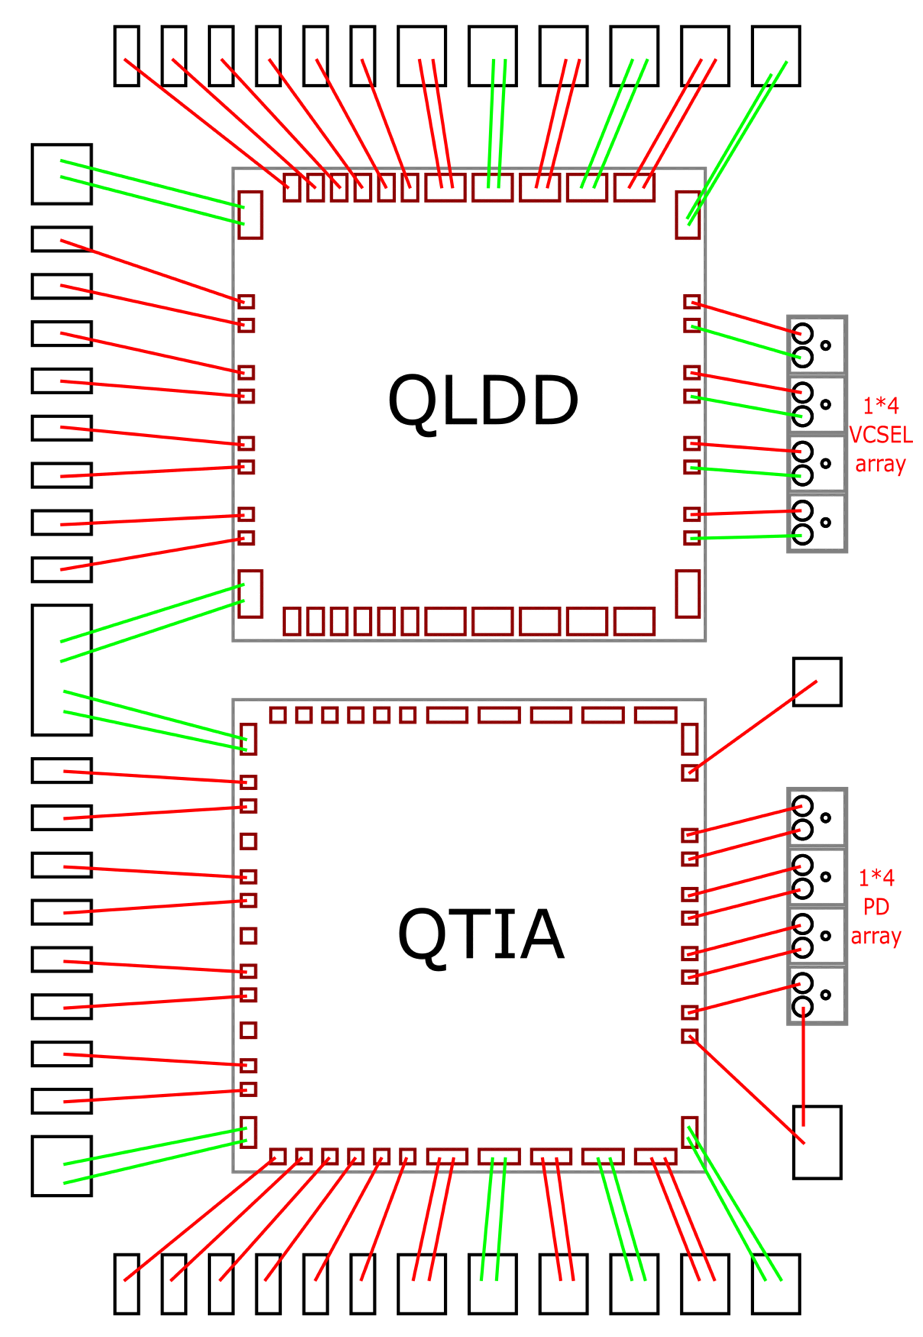 QLDD
1*4
VCSEL
array
QTIA
1*4
PD
array